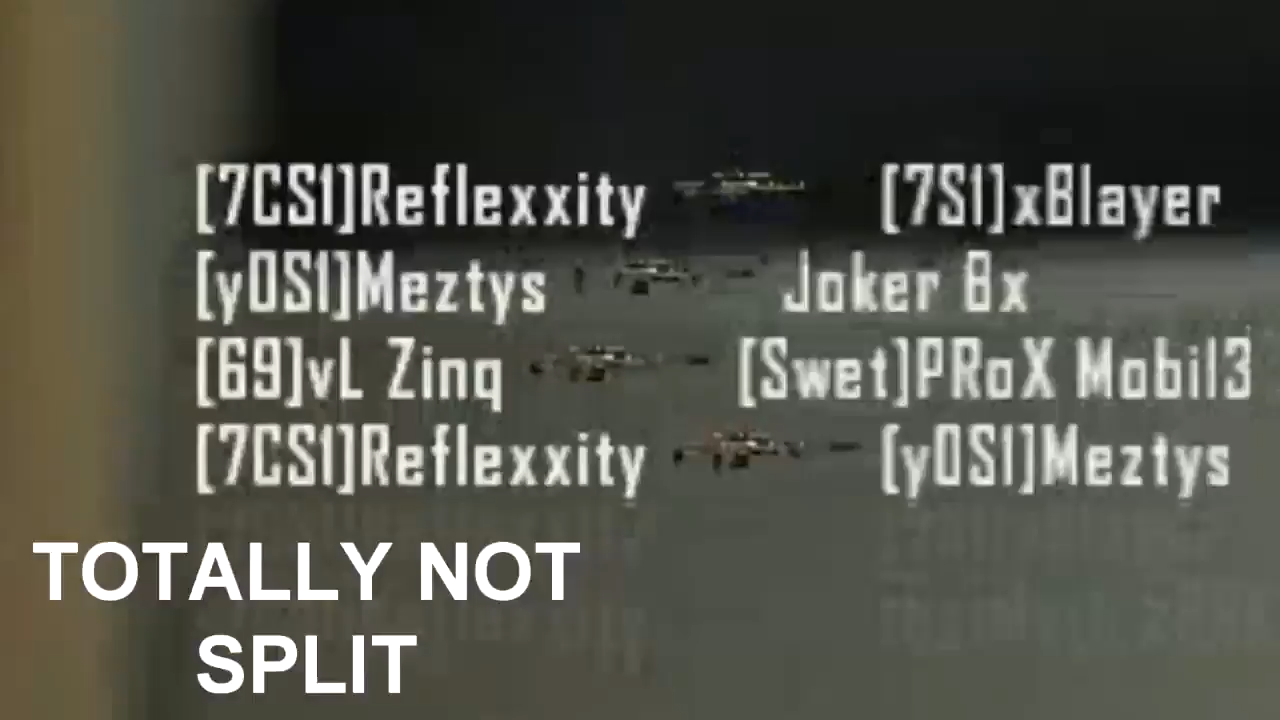 [7CS1]Reflexxity [7S1]xBlayer
[y0S1]Meztys Joker 8x
[69]vL Zinq [Swet]PRoX Mobil3
[7CS1]Reflexxity [y0S1]Meztys
TOTALLY NOT
SPLIT